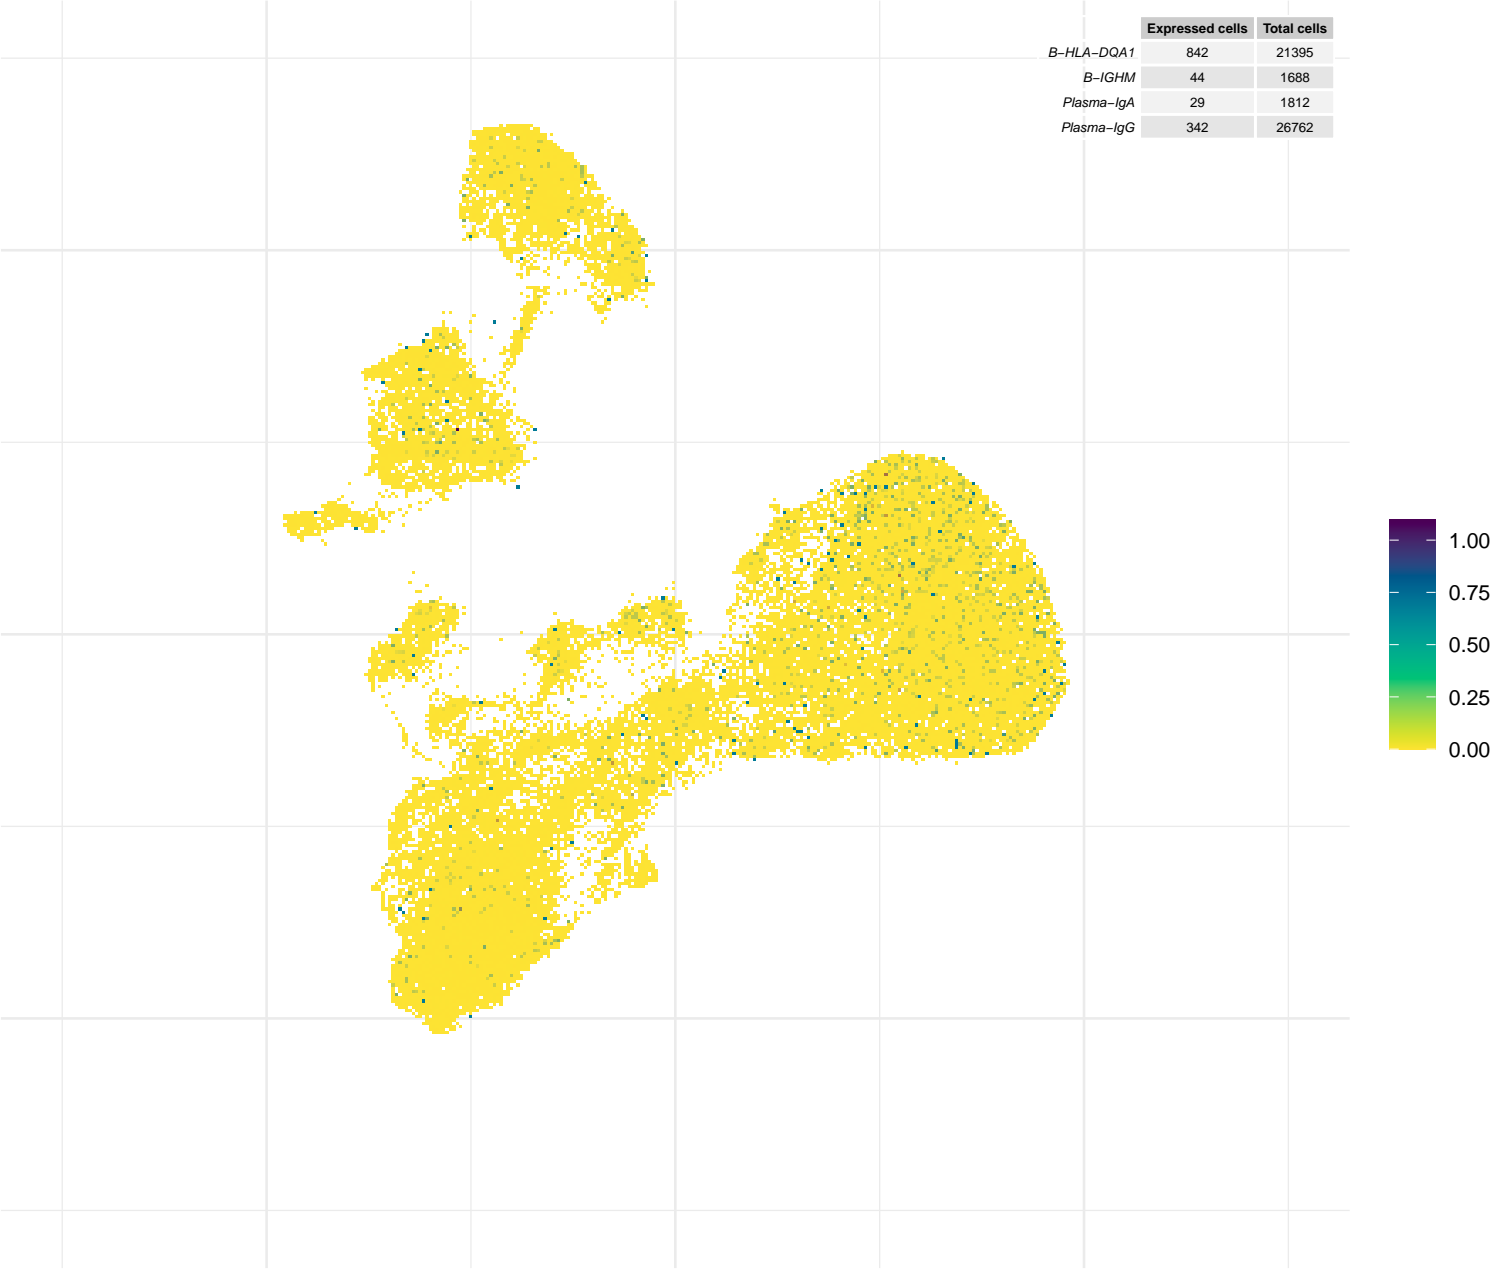 Expressed cells Total cells
B−HLA−DQA1 842 21395
B−IGHM 44 1688
Plasma−IgA 29 1812
Plasma−IgG 342 26762
1.00
0.75
0.50
0.25
0.00